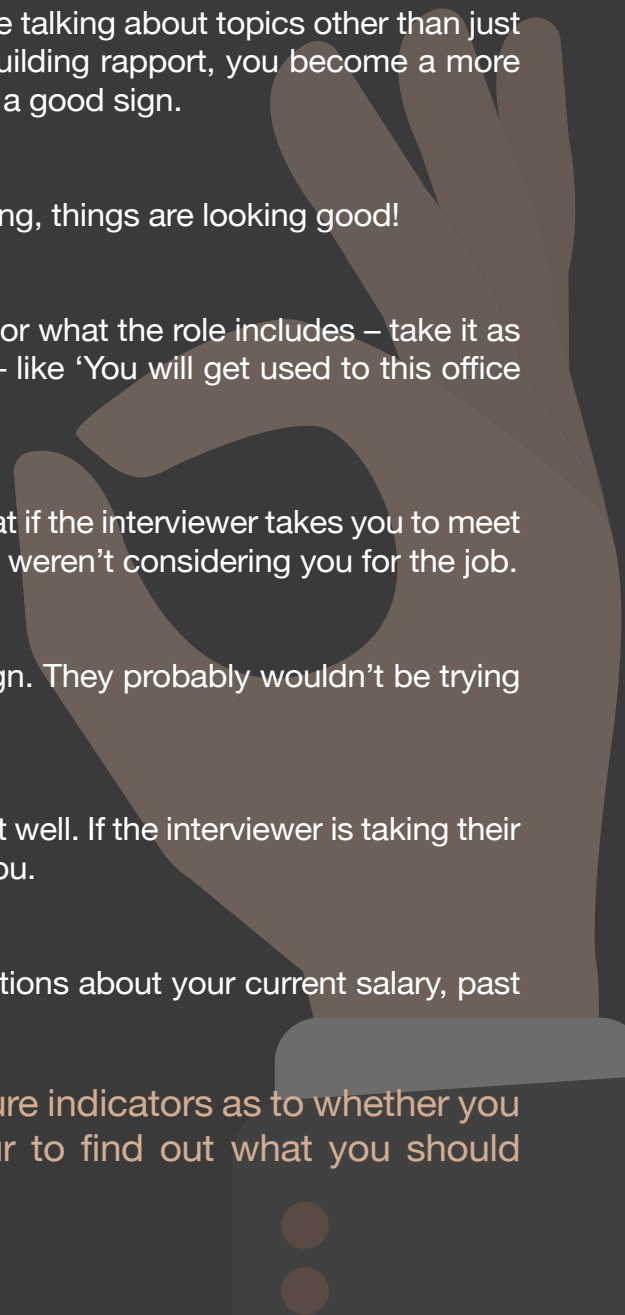 talking about topics other than just
uilding rapport, you become a more
a good sign.
ng, things are looking good!
or what the role includes – take it as
– like ‘You will get used to this office
at if the interviewer takes you to meet
weren’t considering you for the job.
gn. They probably wouldn’t be trying
t well. If the interviewer is taking their
ou.
tions about your current salary, past
ure indicators as to whether you
ur to find out what you should